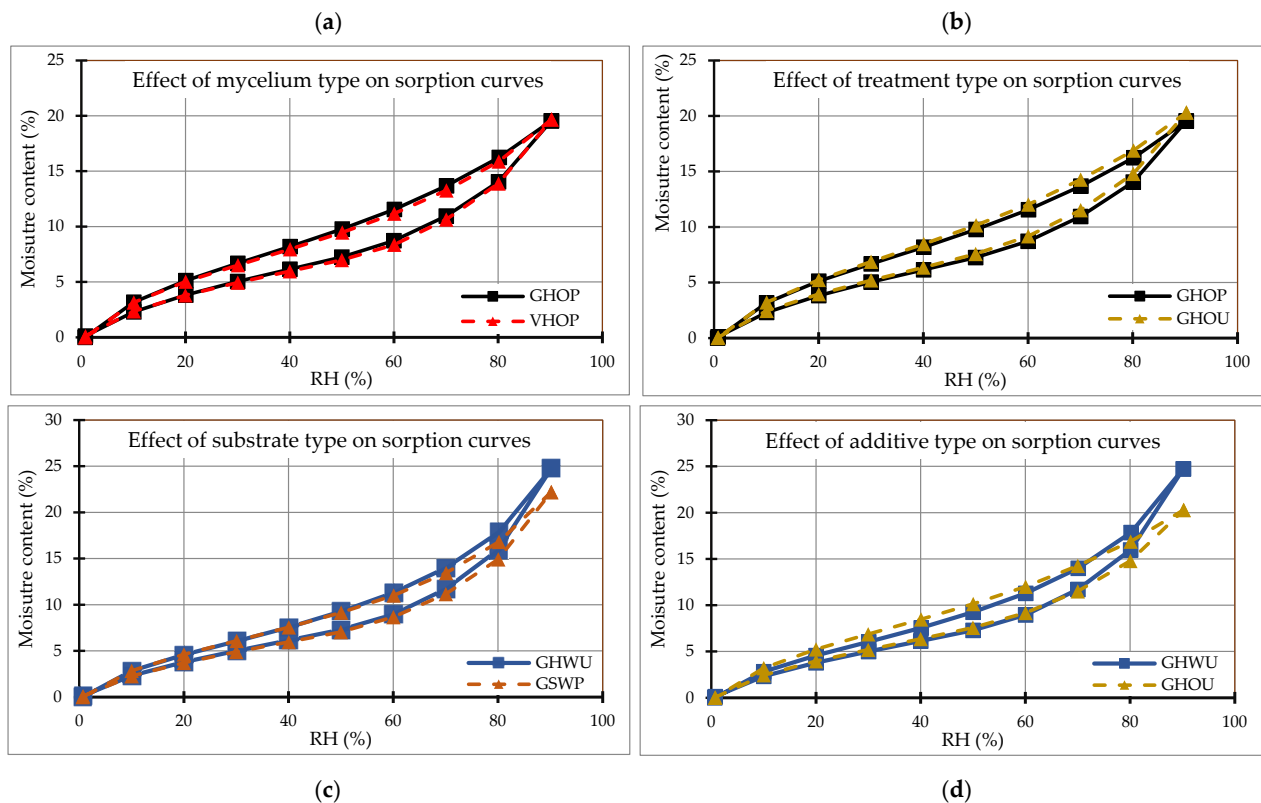 (a)
(b)
Effect of mycelium type on sorption curves
Moisutre content (%)
25
20
15
10
5
0
GHOP
VHOP
20 40 60 80 100
RH (%)
Effect of treatment type on sorption curves
Moisutre content (%)
25
20
15
10
5
0
GHOP
GHOU
0 20 40 60 80 100
RH (%)
Effect of substrate type on sorption curves
Moisutre content (%)
30
25
20
15
10
5
0
GHWU
GSWP
0 20 40 60 80 100
RH (%)
Effect of additive type on sorption curves
Moisutre content (%)
30
25
20
15
10
5
0
GHWU
GHOU
0 20 40 60 80 100
RH (%)
(c)
(d)